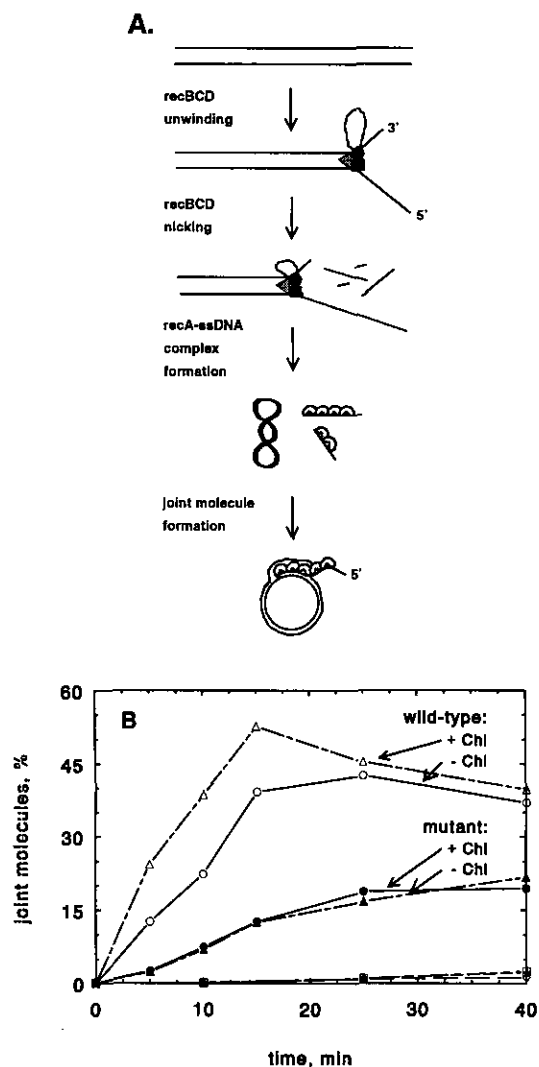 A.
recBCD
unwinding
3'
5'
recBCD
nicking
recA-ssDNA
complex
formation
joint molecule
formation
5'
60
B
wild-type:
+ Chi
- Chi
45
joint molecules, %
mutant:
30
+ Chi
- Chi
15
0
0 10 20 30 40
time, min